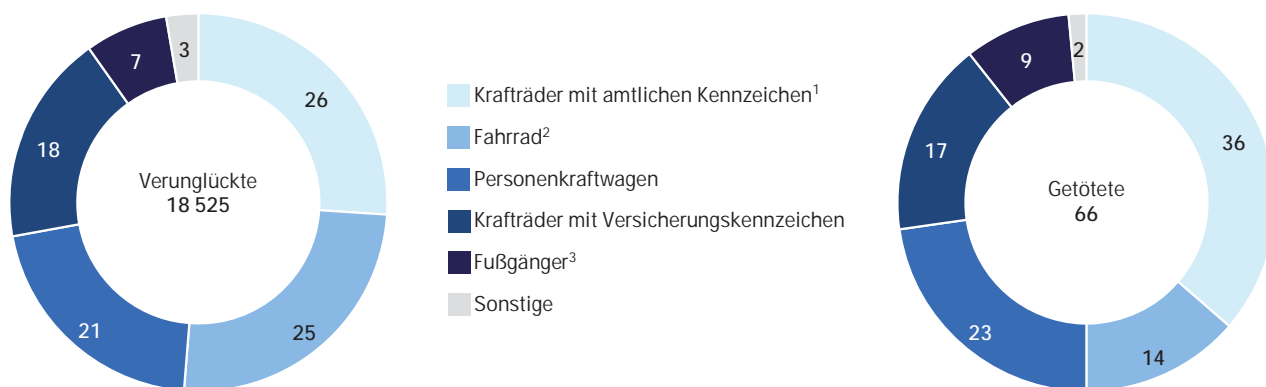 3
7
26
18
Verunglückte
18 525
21
25
Krafträder mit amtlichen Kennzeichen¹
Fahrrad²
Personenkraftwagen
Krafträder mit Versicherungskennzeichen
Fußgänger³
Sonstige
2
9
36
17
Getötete
66
23
14